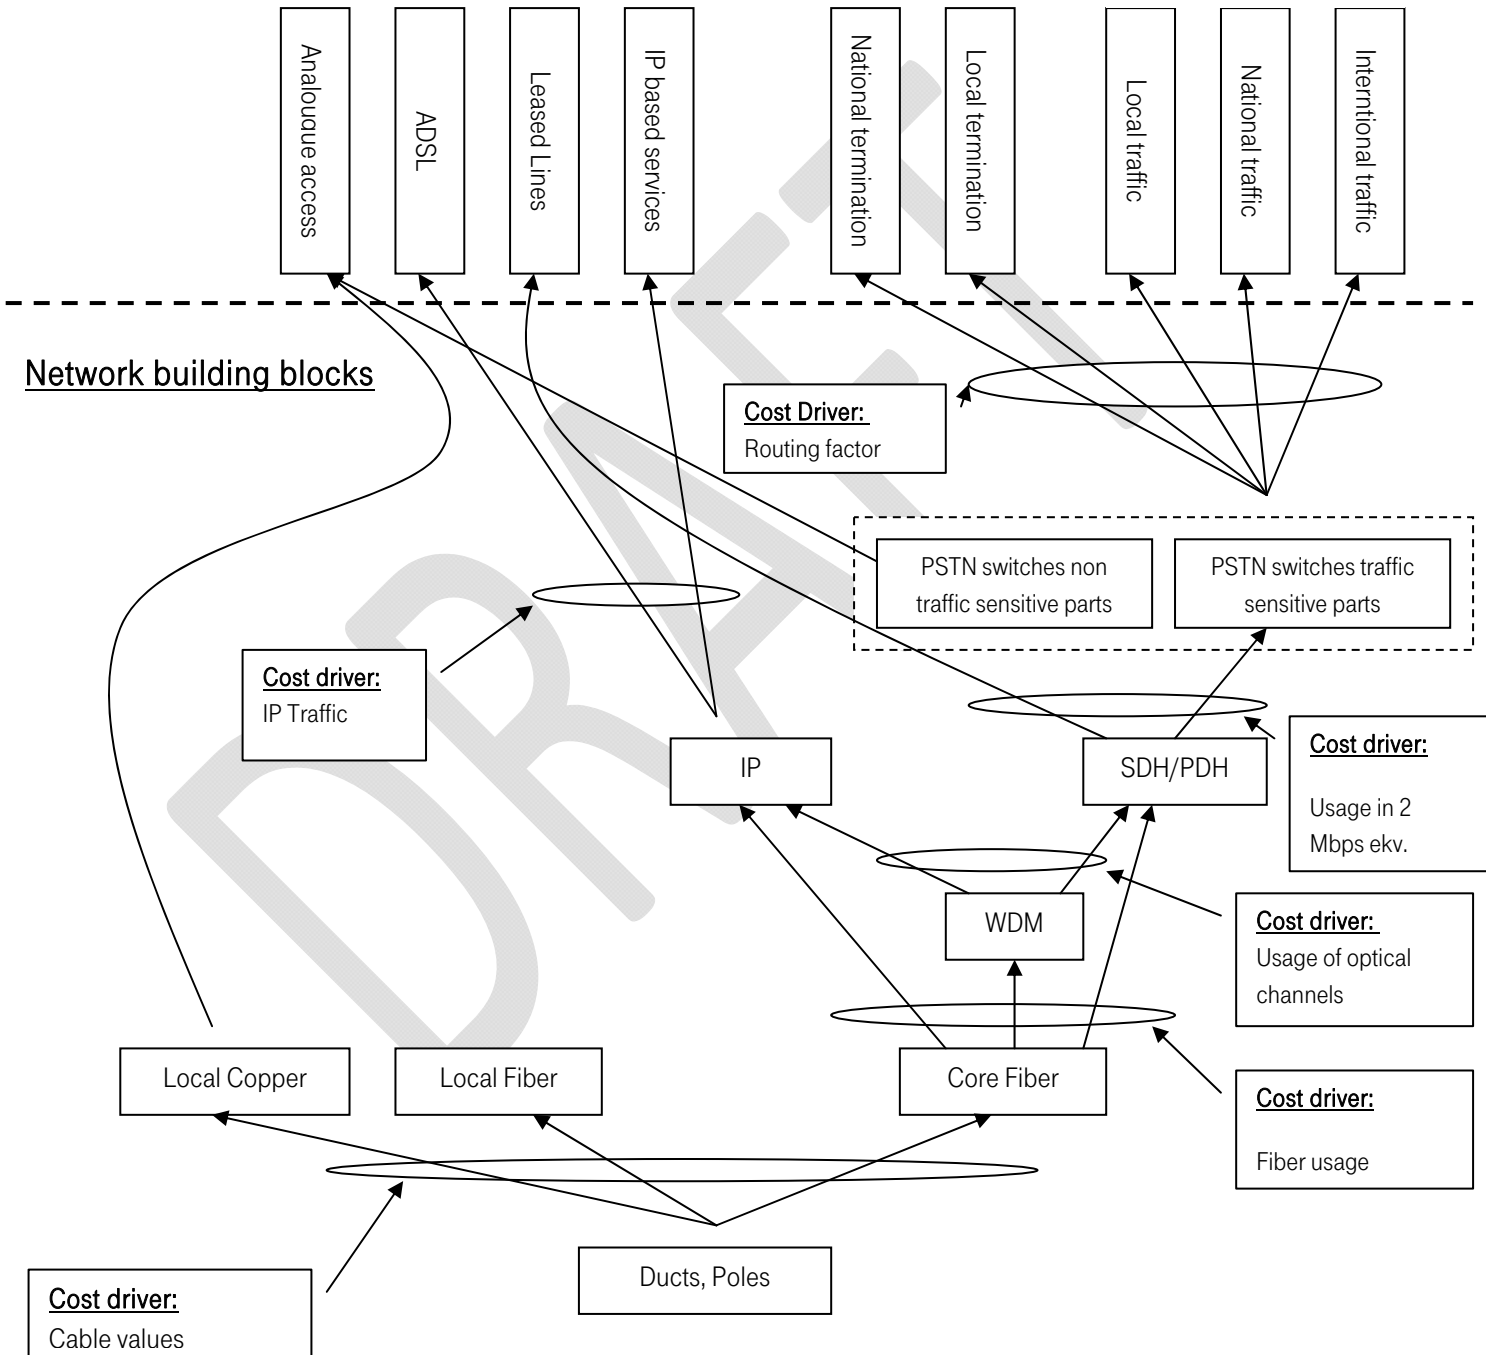 Analouque access
ADSL
Leased Lines
IP based services
National termination
Local termination
Local traffic
National traffic
Interntional traffic
Network building blocks
Cost Driver:
Routing factor
PSTN switches non
traffic sensitive parts
PSTN switches traffic
sensitive parts
Cost driver:
IP Traffic
IP
SDH/PDH
Cost driver:
Usage in 2
Mbps ekv.
WDM
Cost driver:
Usage of optical
channels
Local Copper
Local Fiber
Core Fiber
Cost driver:
Fiber usage
Ducts, Poles
Cost driver:
Cable values
DRAFT